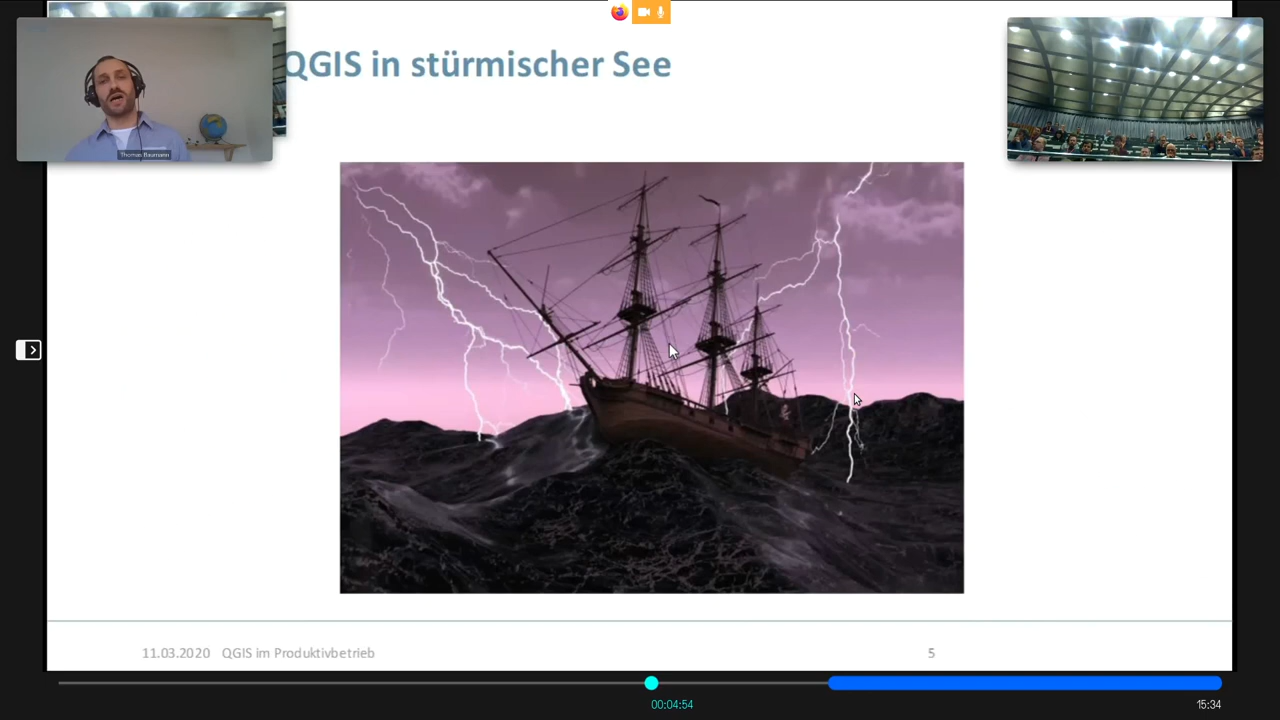 QGIS in stürmischer See
Thomas Baumann
11.03.2020 QGIS im Produktivbetrieb 5
00:04:54
15:34